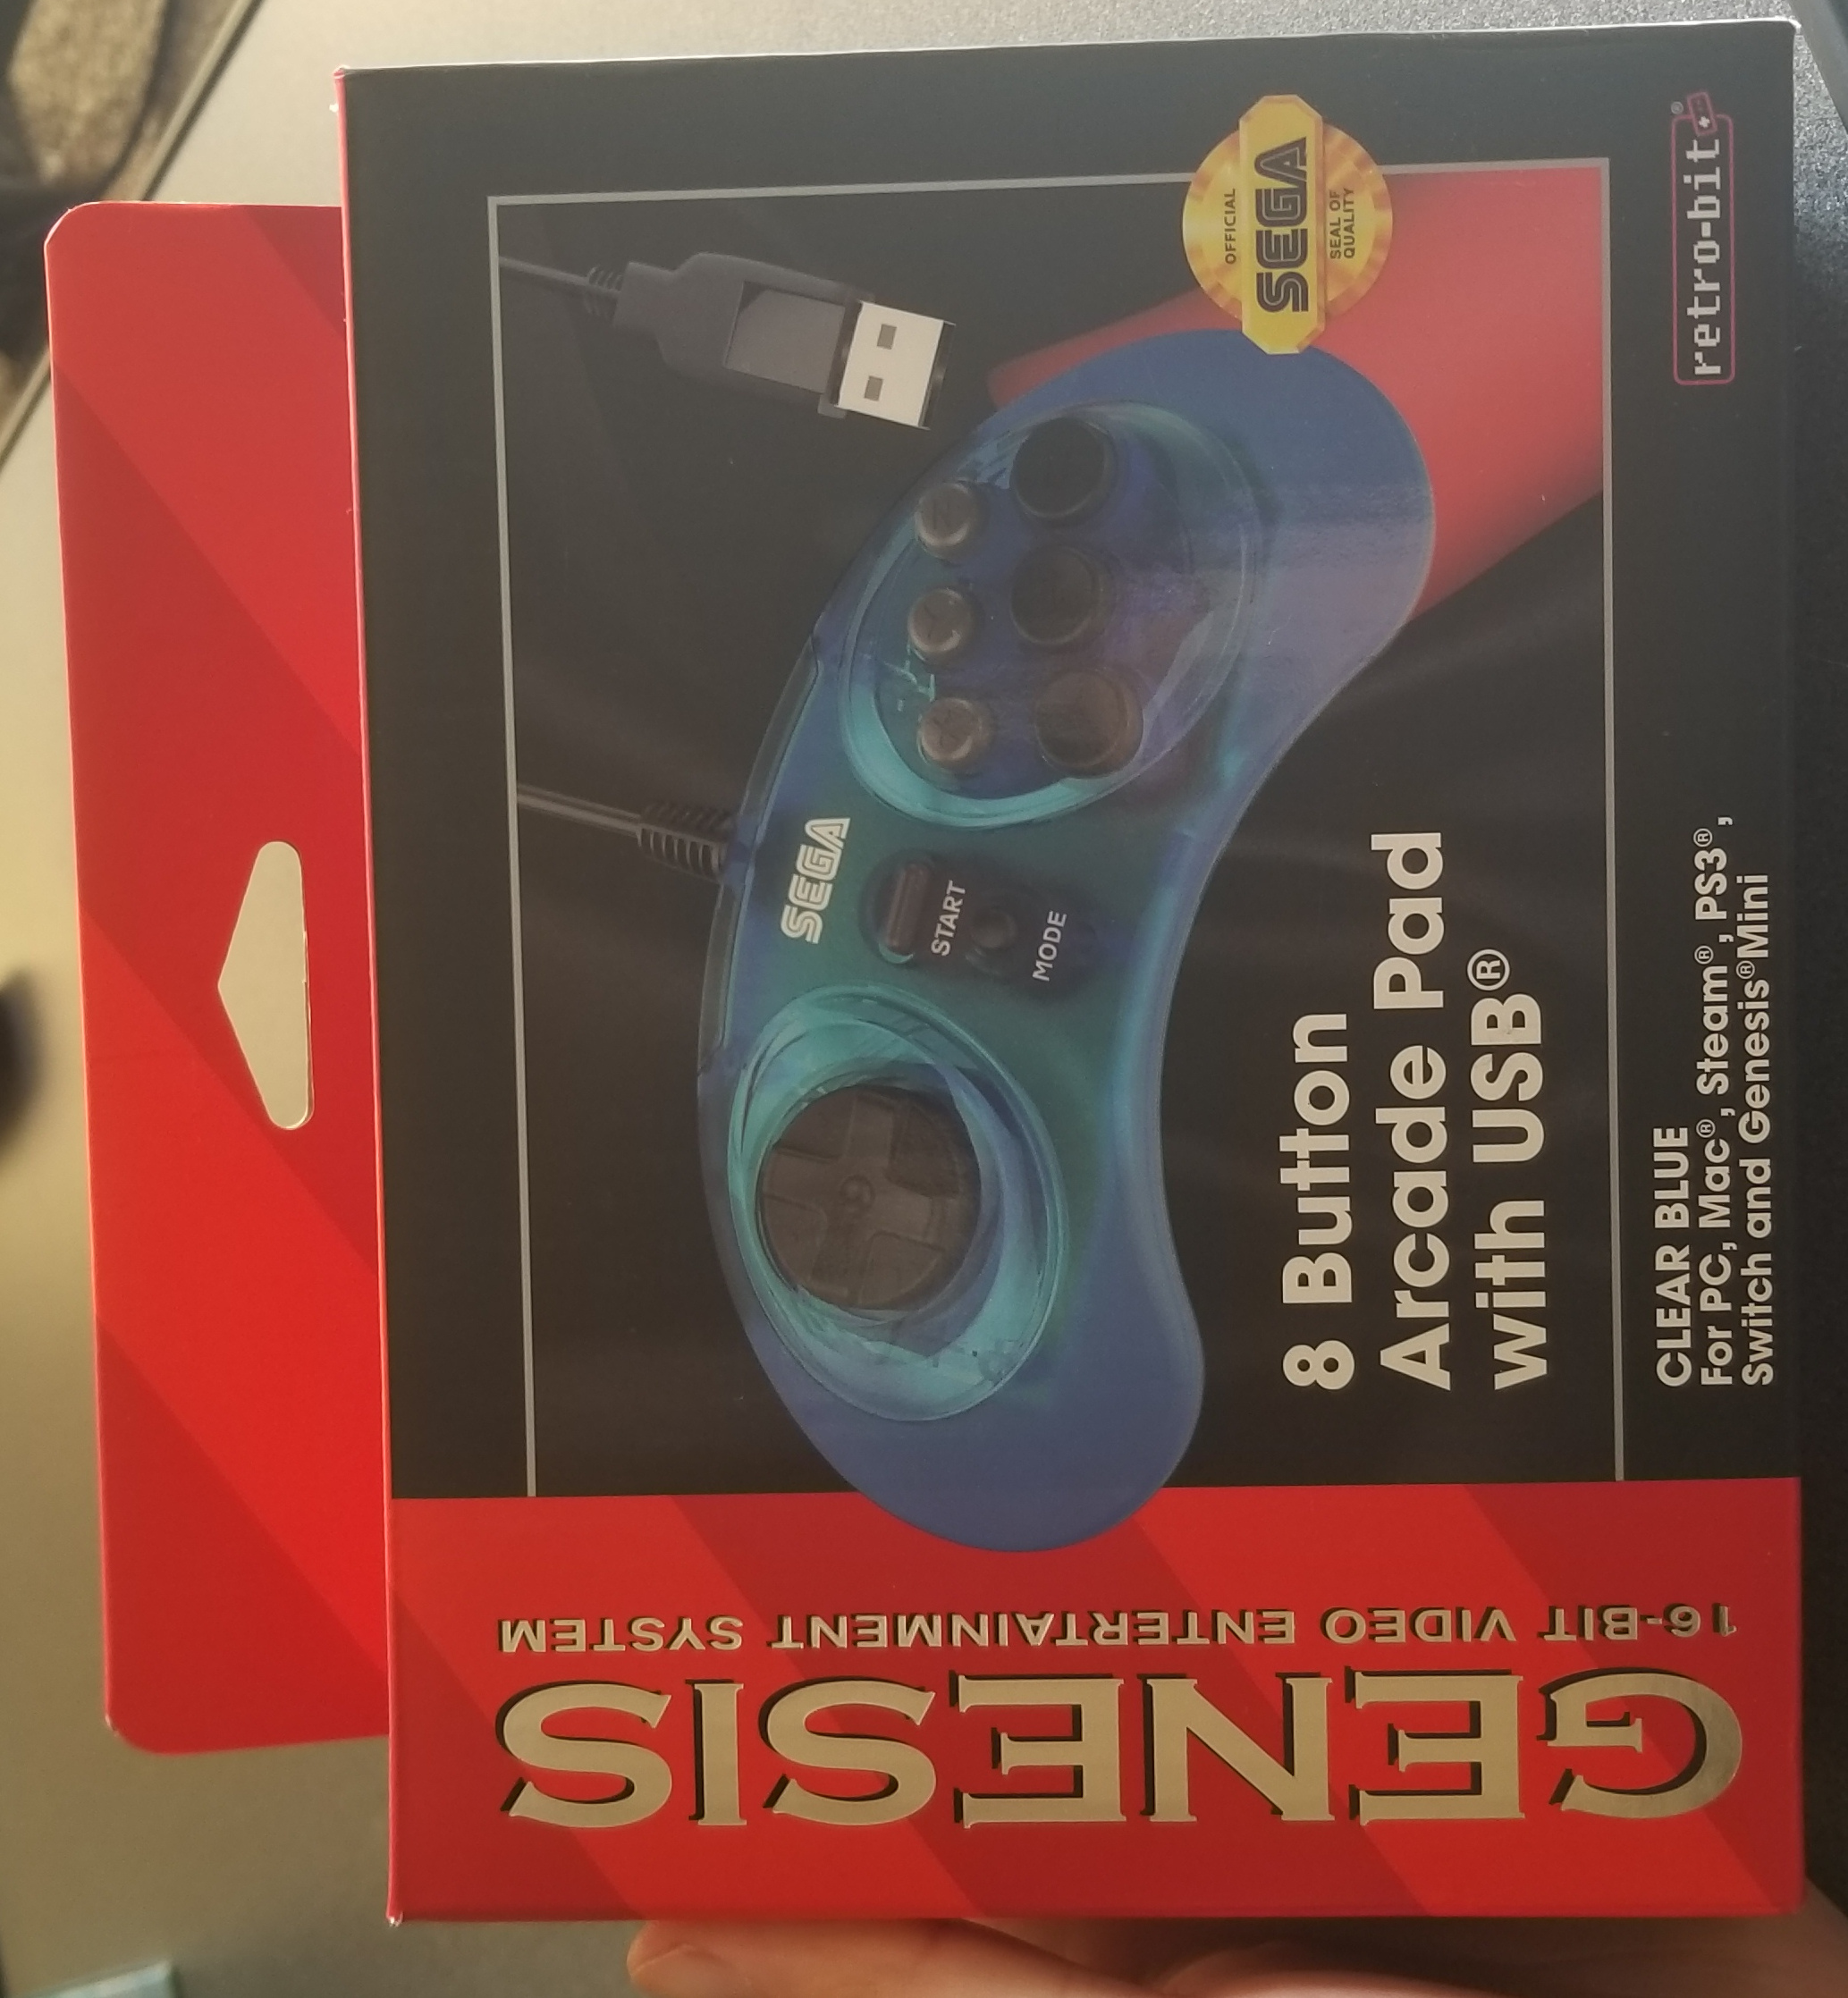 GENESIS
16-BIT VIDEO ENTERTAINMENT SYSTEM
SEGA
START
MODE
8 Button
Arcade Pad
with USB®
OFFICIAL
SEGA
SEAL OF
QUALITY
CLEAR BLUE
For PC, Mac®, Steam®, PS3®,
Switch and Genesis®Mini
retro-bit®